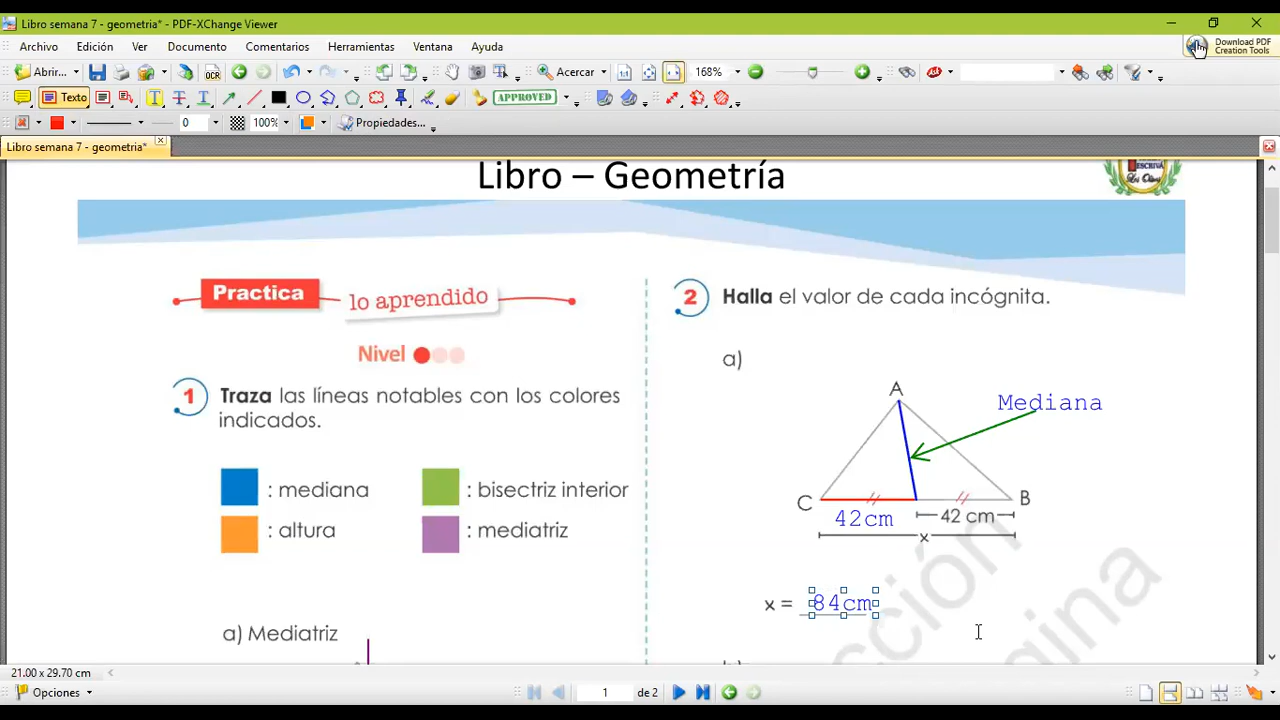 Libro semana 7 - geometria* - PDF-XChange Viewer
Archivo Edición Ver Documento Comentarios Herramientas Ventana Ayuda
Download PDF
Creation Tools
Abrir... OCR Acercar 168%
Texto APPROVED
0 100% Propiedades...
Libro semana 7 - geometria*
Libro – Geometría
Practica lo aprendido
Nivel
1 Traza las líneas notables con los colores
indicados.
: mediana : bisectriz interior
: altura : mediatriz
a) Mediatriz
2 Halla el valor de cada incógnita.
a)
A
Mediana
C B
42cm 42 cm
x
x = 84cm
21.00 x 29.70 cm
Opciones 1 de 2